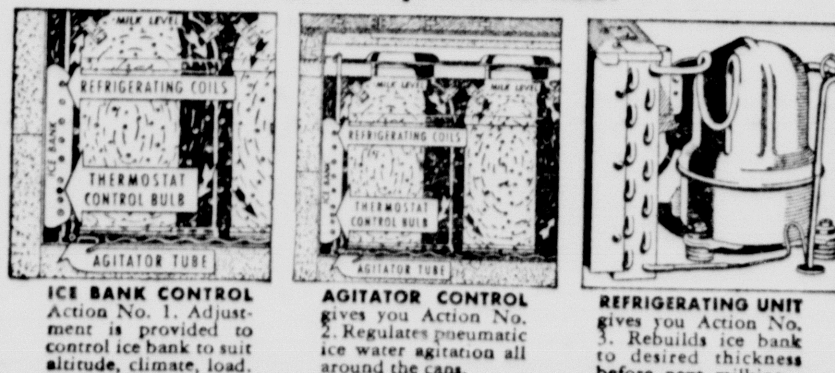 MILK LEVEL
REFRIGERATING COILS
ICE BANK
THERMOSTAT
CONTROL BULB
AGITATOR TUBE
ICE BANK CONTROL
Action No. 1. Adjust-
ment is provided to
control ice bank to suit
altitude, climate, load.
MILK LEVEL
MILK LEVEL
REFRIGERATING COILS
ICE BANK
THERMOSTAT
CONTROL BULB
AGITATOR TUBE
AGITATOR CONTROL
gives you Action No.
2. Regulates pneumatic
ice water agitation all
around the cans.
REFRIGERATING UNIT
gives you Action No.
3. Rebuilds ice bank
to desired thickness
before next